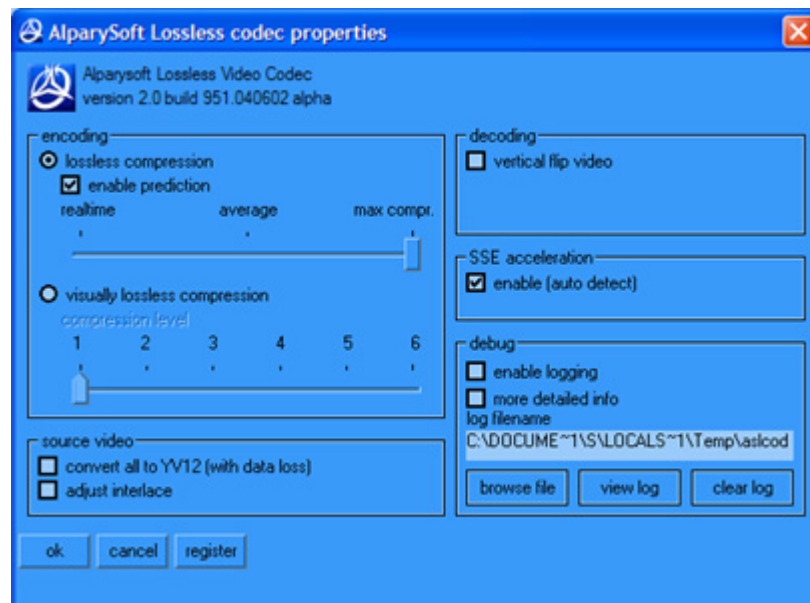 AlparySoft Lossless codec properties
Alparysoft Lossless Video Codec
version 2.0 build 951.040602 alpha
encoding
lossless compression
enable prediction
realtime average max compr.
visually lossless compression
compression level
1 2 3 4 5 6
source video
convert all to YV12 (with data loss)
adjust interlace
decoding
vertical flip video
SSE acceleration
enable (auto detect)
debug
enable logging
more detailed info
log filename
C:\DOCUME~1\S\LOCALS~1\Temp\aslcod
browse file view log clear log
ok cancel register